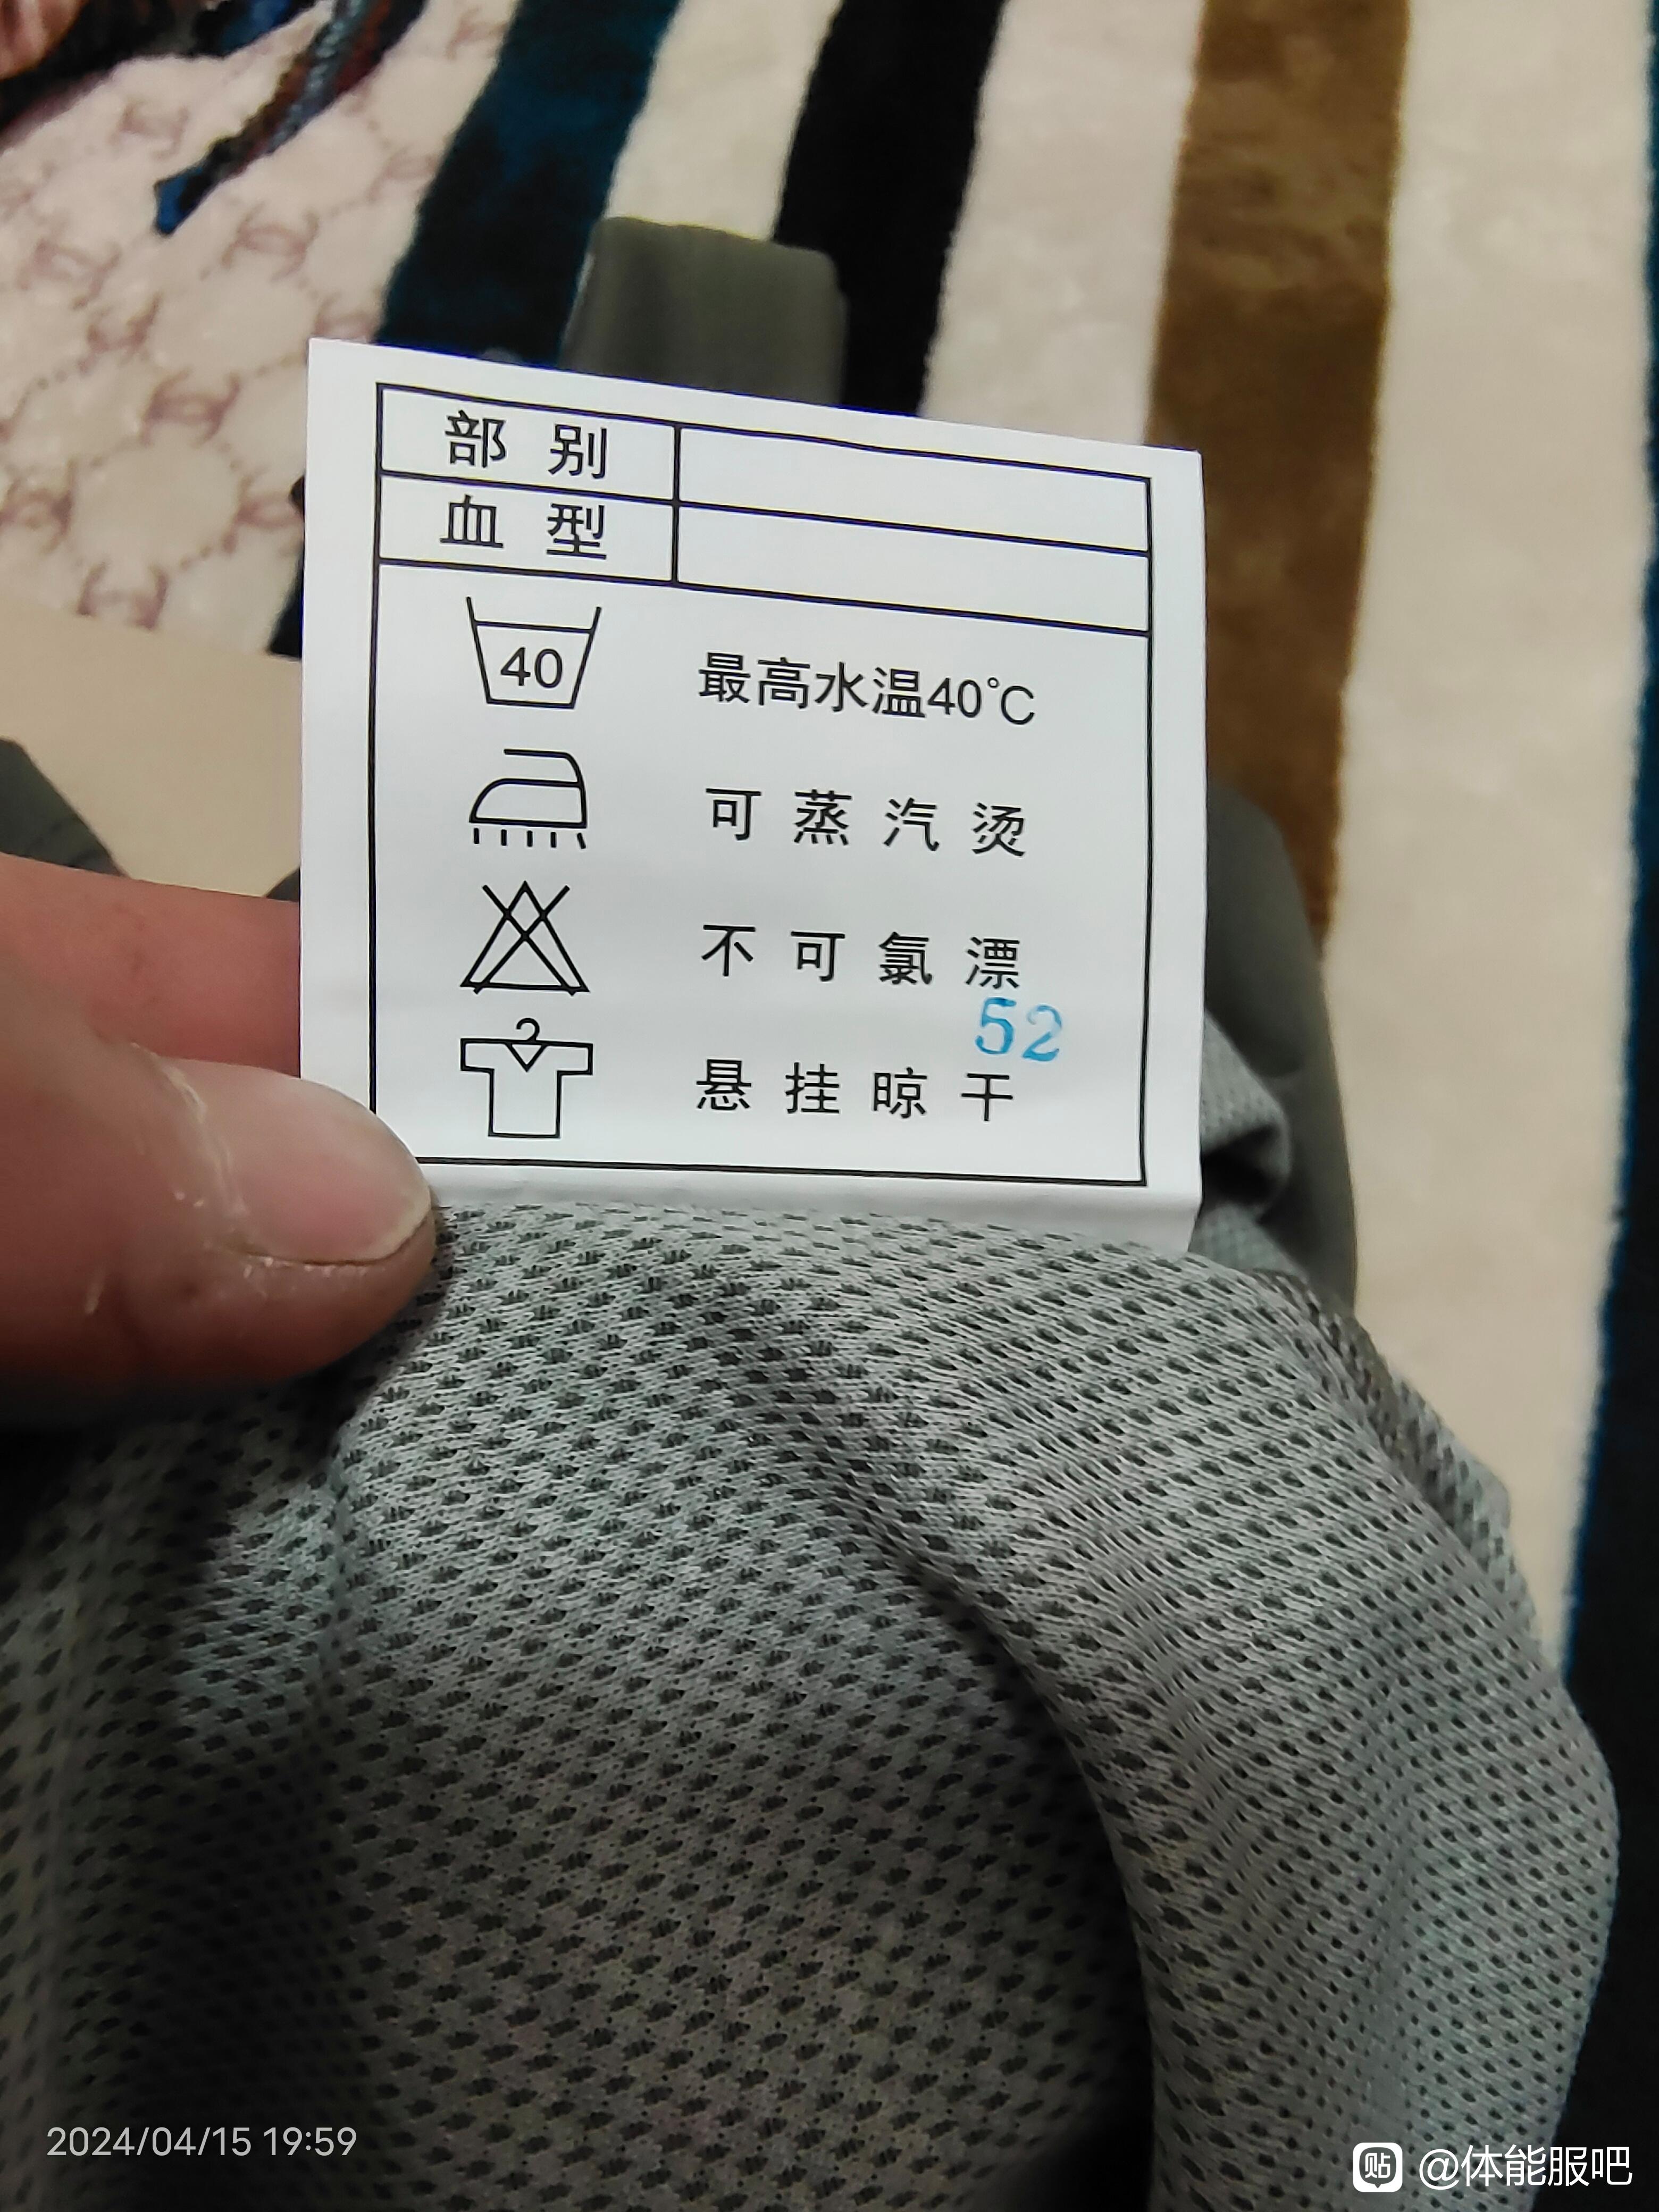 部别
血型
40 最高水温40℃
可蒸汽烫
不可氯漂
52
悬挂晾干
2024/04/15 19:59
贴 @体能服吧